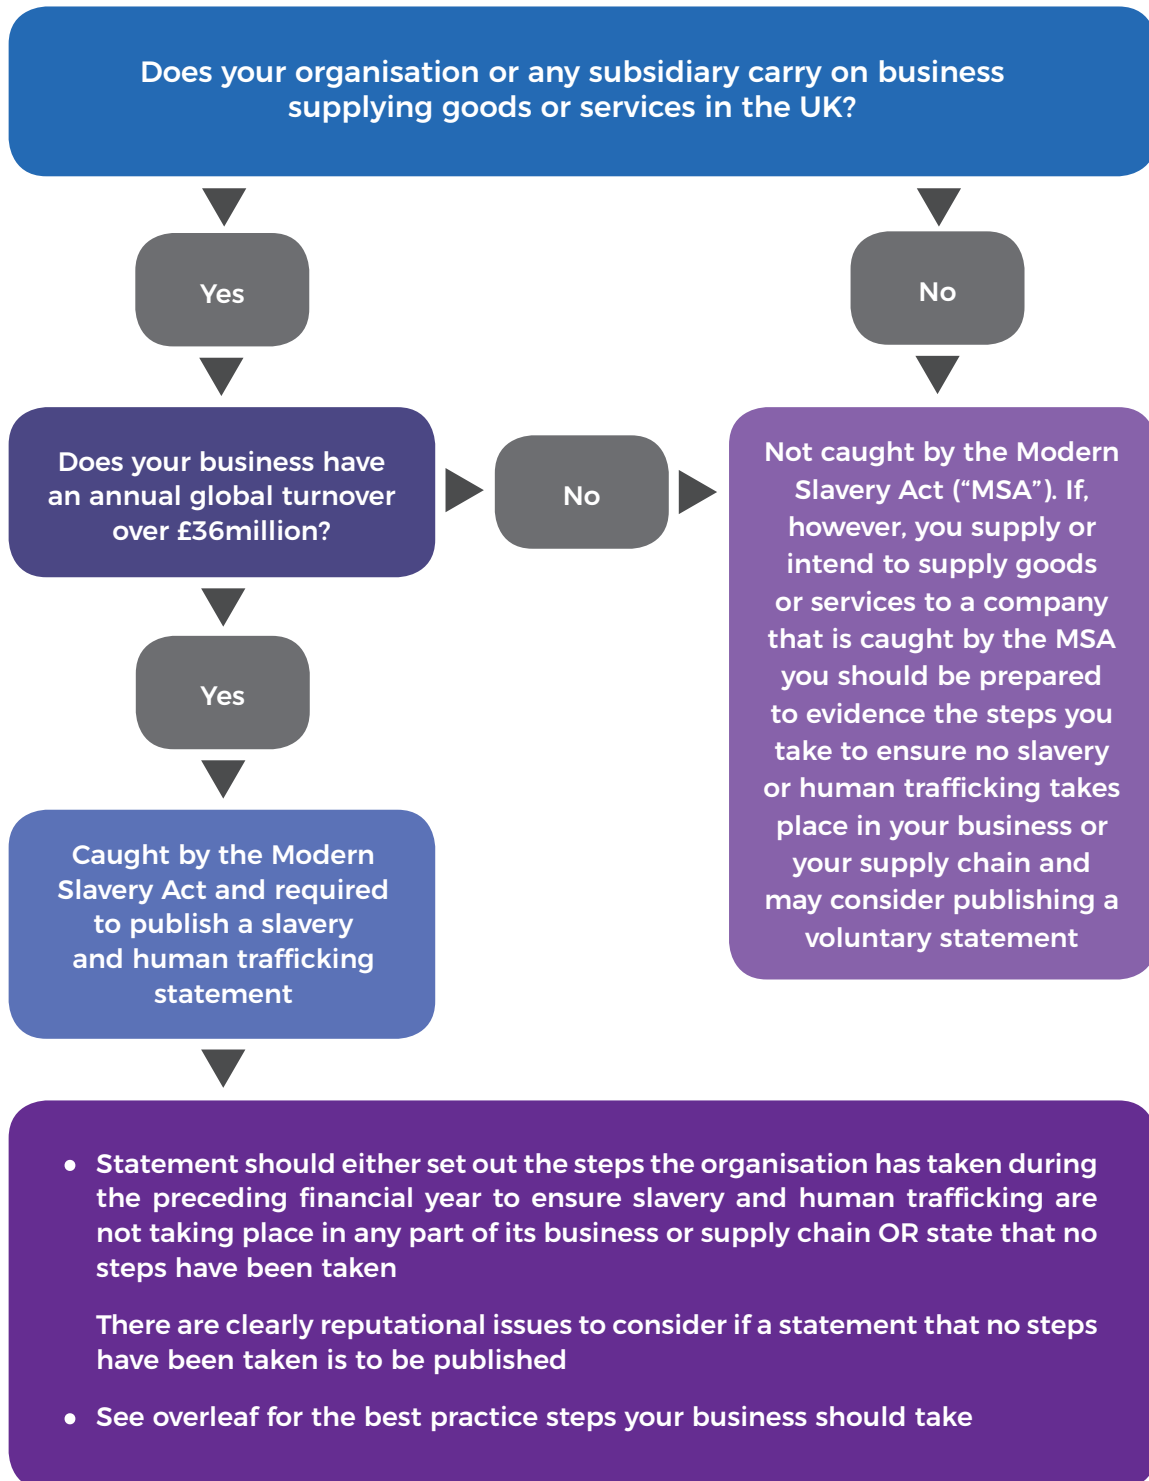 Does your organisation or any subsidiary carry on business
supplying goods or services in the UK?
Yes
No
Does your business have
an annual global turnover
over £36million?
No
Not caught by the Modern
Slavery Act (“MSA”). If,
however, you supply or
intend to supply goods
or services to a company
that is caught by the MSA
you should be prepared
to evidence the steps you
take to ensure no slavery
or human trafficking takes
place in your business or
your supply chain and
may consider publishing a
voluntary statement
Yes
Caught by the Modern
Slavery Act and required
to publish a slavery
and human trafficking
statement
• Statement should either set out the steps the organisation has taken during
the preceding financial year to ensure slavery and human trafficking are
not taking place in any part of its business or supply chain OR state that no
steps have been taken
There are clearly reputational issues to consider if a statement that no steps
have been taken is to be published
• See overleaf for the best practice steps your business should take